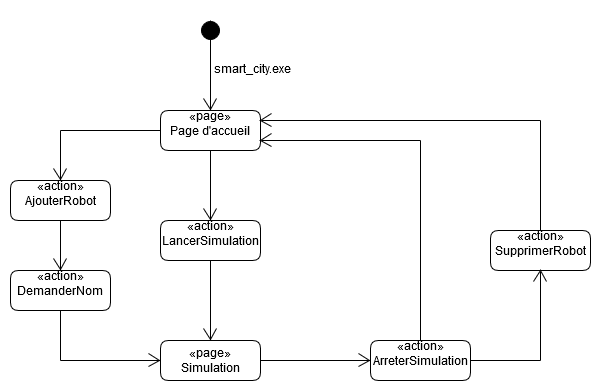 smart_city.exe
«page»
Page d'accueil
«action»
AjouterRobot
«action»
LancerSimulation
«action»
SupprimerRobot
«action»
DemanderNom
«page»
Simulation
«action»
ArreterSimulation